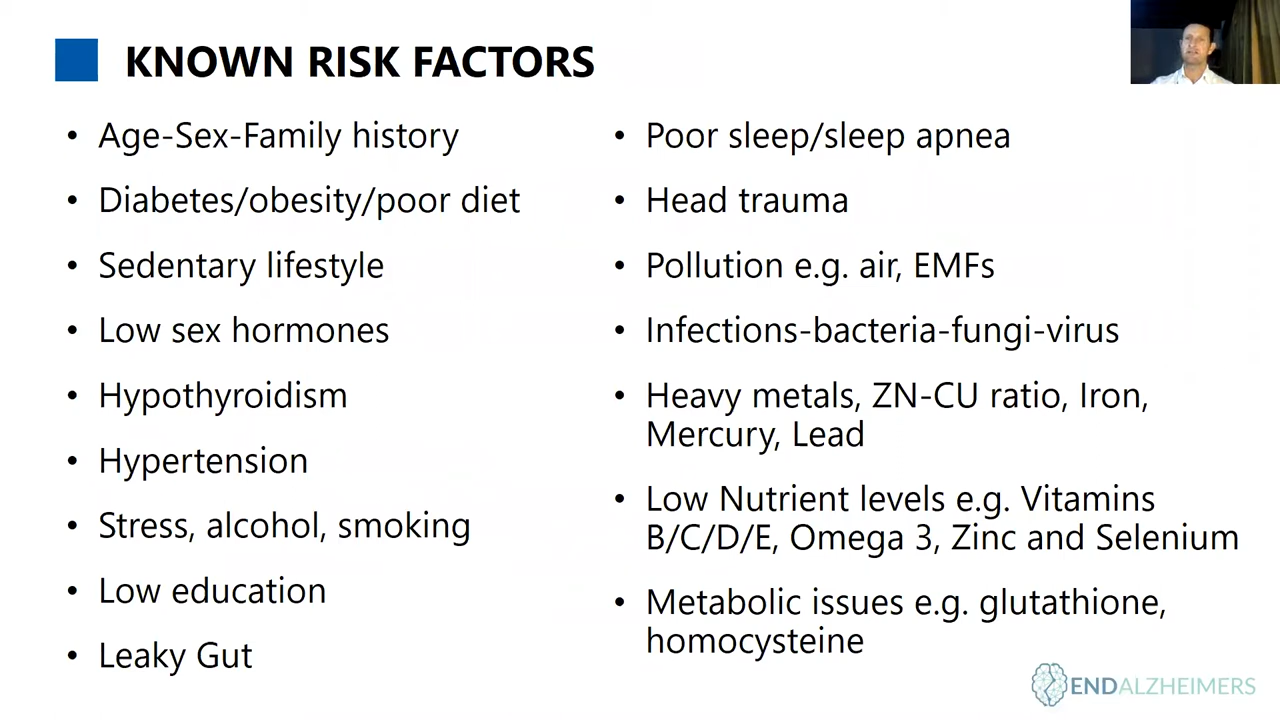 KNOWN RISK FACTORS
• Age-Sex-Family history
• Diabetes/obesity/poor diet
• Sedentary lifestyle
• Low sex hormones
• Hypothyroidism
• Hypertension
• Stress, alcohol, smoking
• Low education
• Leaky Gut
• Poor sleep/sleep apnea
• Head trauma
• Pollution e.g. air, EMFs
• Infections-bacteria-fungi-virus
• Heavy metals, ZN-CU ratio, Iron,
Mercury, Lead
• Low Nutrient levels e.g. Vitamins
B/C/D/E, Omega 3, Zinc and Selenium
• Metabolic issues e.g. glutathione,
homocysteine
ENDALZHEIMERS